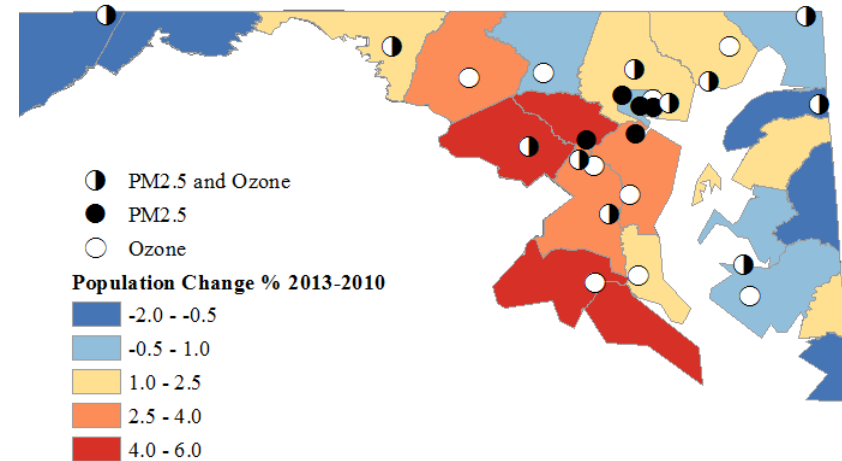 PM2.5 and Ozone
PM2.5
Ozone
Population Change % 2013-2010
-2.0 - -0.5
-0.5 - 1.0
1.0 - 2.5
2.5 - 4.0
4.0 - 6.0